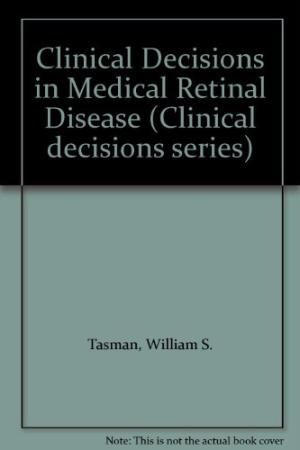 Clinical Decisions
in Medical Retinal
Disease (Clinical
decisions series)
Tasman, William S.
Note: This is not the actual book cover